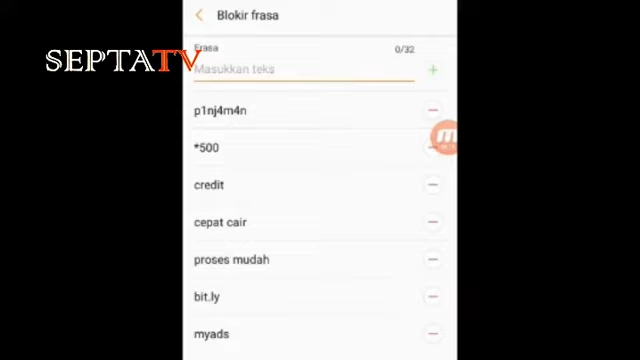 Blokir frasa
SEPTATV
Frasa
0/32
Masukkan teks
p1nj4m4n
*500
credit
cepat cair
proses mudah
bit.ly
myads